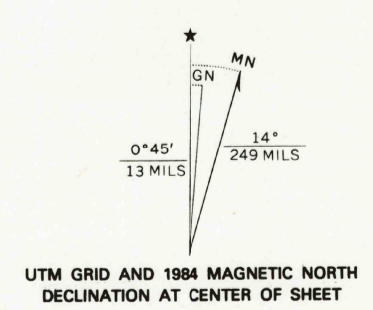 ★
MN
GN
0°45'
13 MILS
14°
249 MILS
UTM GRID AND 1984 MAGNETIC NORTH
DECLINATION AT CENTER OF SHEET